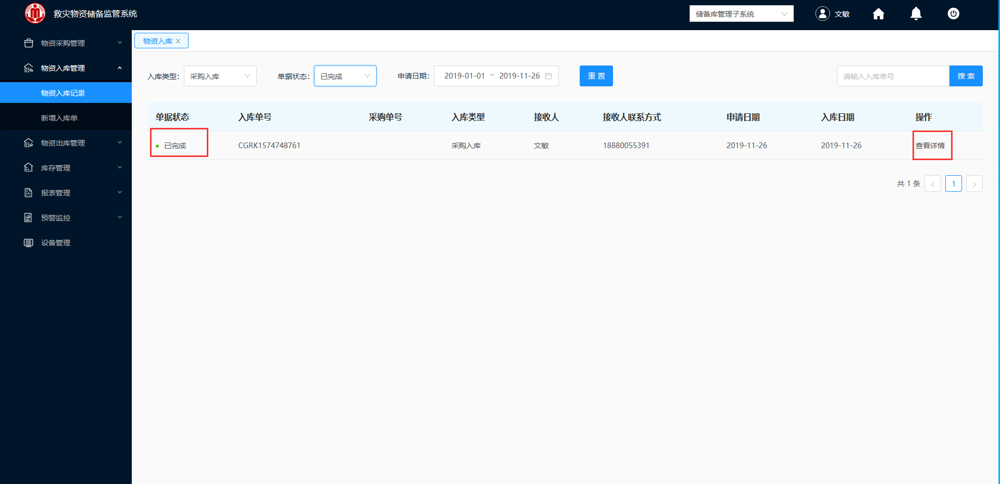 救灾物资储备监管系统
储备库管理子系统
文敏
物资采购管理
物资入库管理
物资入库记录
新增入库单
物资出库管理
库存管理
报表管理
预警监控
设备管理
物资入库
入库类型: 采购入库 单据状态: 已完成 申请日期: 2019-01-01 ~ 2019-11-26 重 置 请输入入库单号 搜 索
单据状态 入库单号 采购单号 入库类型 接收人 接收人联系方式 申请日期 入库日期 操作
已完成 CGRK1574748761 采购入库 文敏 18880055391 2019-11-26 2019-11-26 查看详情
共 1 条 < 1 >